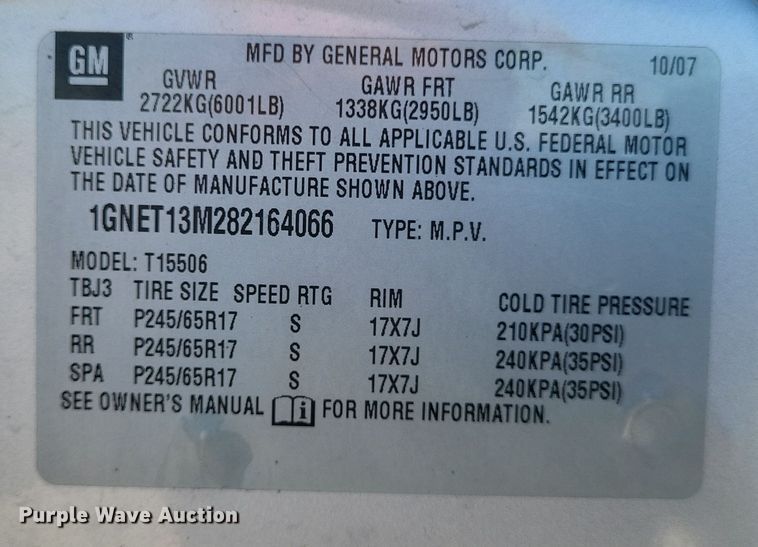 GM
MFD BY GENERAL MOTORS CORP. 10/07
GVWR GAWR FRT GAWR RR
2722KG(6001LB) 1338KG(2950LB) 1542KG(3400LB)
THIS VEHICLE CONFORMS TO ALL APPLICABLE U.S. FEDERAL MOTOR
VEHICLE SAFETY AND THEFT PREVENTION STANDARDS IN EFFECT ON
THE DATE OF MANUFACTURE SHOWN ABOVE.
1GNET13M282164066 TYPE: M.P.V.
MODEL: T15506
TBJ3 TIRE SIZE SPEED RTG RIM COLD TIRE PRESSURE
FRT P245/65R17 S 17X7J 210KPA(30PSI)
RR P245/65R17 S 17X7J 240KPA(35PSI)
SPA P245/65R17 S 17X7J 240KPA(35PSI)
SEE OWNER'S MANUAL i FOR MORE INFORMATION.
Purple Wave Auction